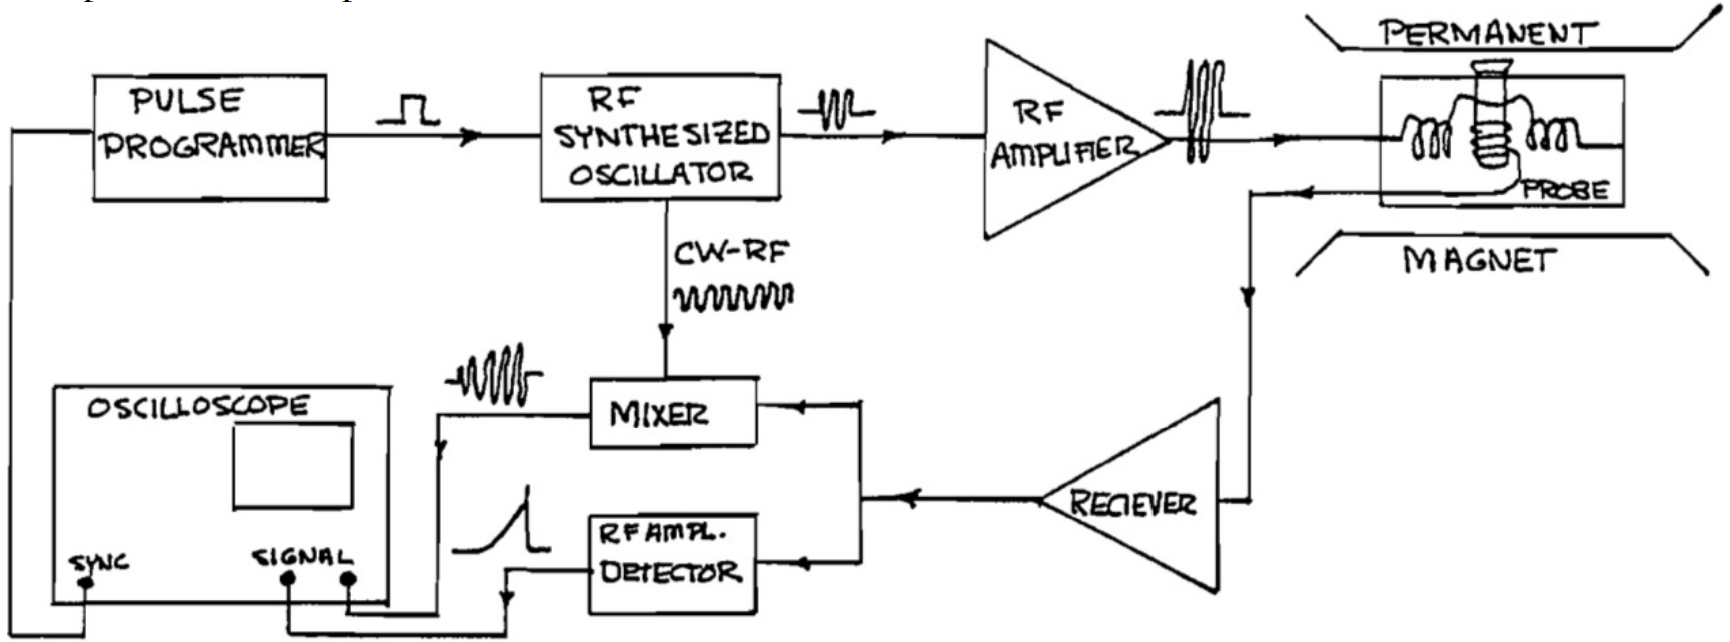 PULSE
PROGRAMMER
RF
SYNTHESIZED
OSCILLATOR
RF
AMPLIFIER
PERMANENT
PROBE
MAGNET
CW-RF
OSCILLOSCOPE
MIXER
RECIEVER
RF AMPL.
DETECTOR
SYNC
SIGNAL